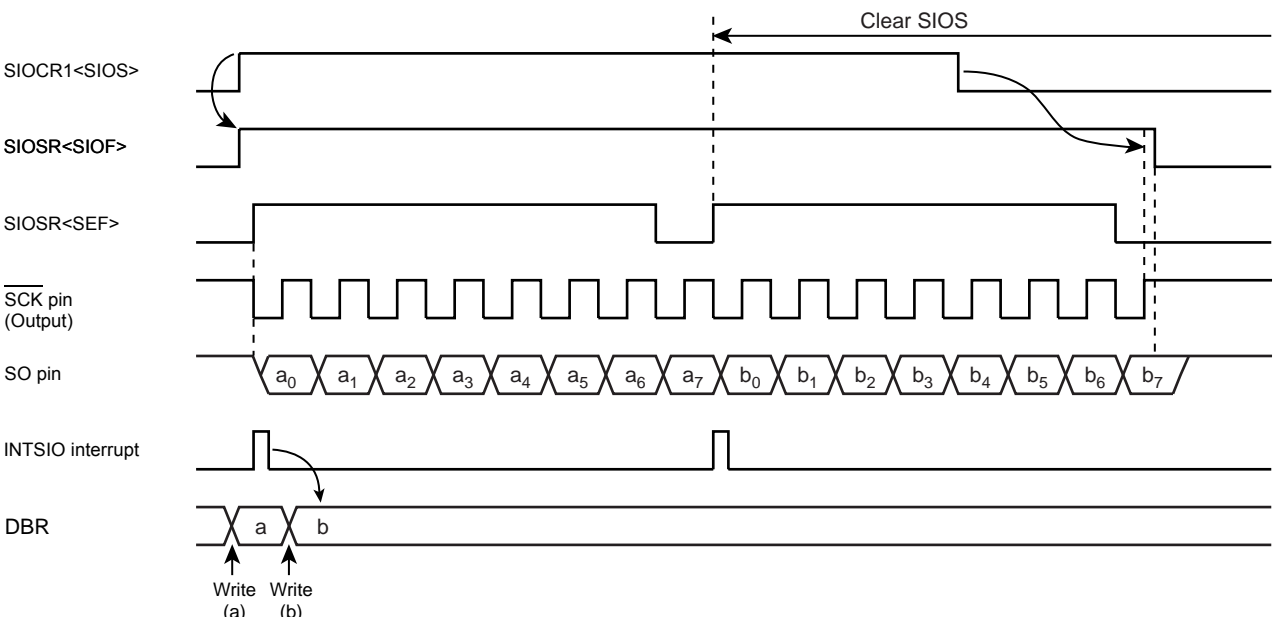 Clear SIOS
SIOCR1<SIOS>
SIOSR<SIOF>
SIOSR<SEF>
SCK pin
(Output)
SO pin
a0 a1 a2 a3 a4 a5 a6 a7 b0 b1 b2 b3 b4 b5 b6 b7
INTSIO interrupt
DBR
a b
Write Write
(a) (b)